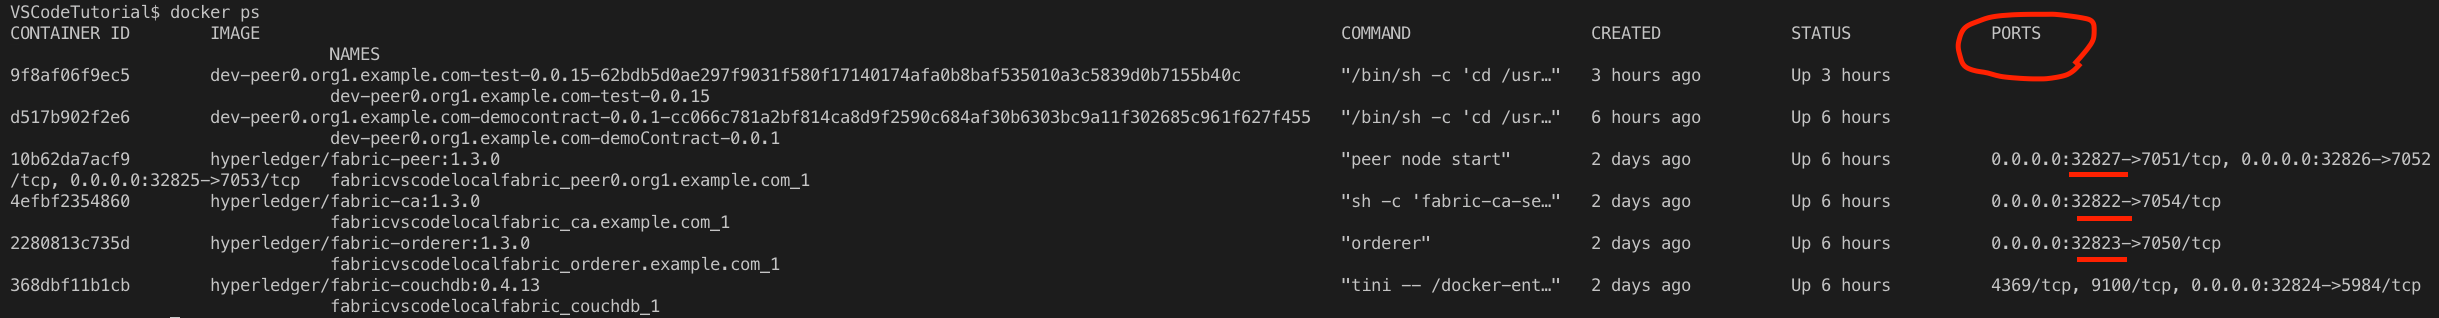 VSCodeTutorial$ docker ps
CONTAINER ID        IMAGE                                                                                                            COMMAND                  CREATED             STATUS              PORTS
                                NAMES
9f8af06f9ec5        dev-peer0.org1.example.com-test-0.0.15-62bdb5d0ae297f9031f580f17140174afa0b8baf535010a3c5839d0b7155b40c          "/bin/sh -c 'cd /usr…"   3 hours ago         Up 3 hours
                                dev-peer0.org1.example.com-test-0.0.15
d517b902f2e6        dev-peer0.org1.example.com-democontract-0.0.1-cc066c781a2bf814ca8d9f2590c684af30b6303bc9a11f302685c961f627f455   "/bin/sh -c 'cd /usr…"   6 hours ago         Up 6 hours
                                dev-peer0.org1.example.com-demoContract-0.0.1
10b62da7acf9        hyperledger/fabric-peer:1.3.0                                                                                    "peer node start"        2 days ago          Up 6 hours          0.0.0.0:32827->7051/tcp, 0.0.0.0:32826->7052
/tcp, 0.0.0.0:32825->7053/tcp   fabricvscodelocalfabric_peer0.org1.example.com_1
4efbf2354860        hyperledger/fabric-ca:1.3.0                                                                                      "sh -c 'fabric-ca-se…"   2 days ago          Up 6 hours          0.0.0.0:32822->7054/tcp
                                fabricvscodelocalfabric_ca.example.com_1
2280813c735d        hyperledger/fabric-orderer:1.3.0                                                                                 "orderer"                2 days ago          Up 6 hours          0.0.0.0:32823->7050/tcp
                                fabricvscodelocalfabric_orderer.example.com_1
368dbf11b1cb        hyperledger/fabric-couchdb:0.4.13                                                                                "tini -- /docker-ent…"   2 days ago          Up 6 hours          4369/tcp, 9100/tcp, 0.0.0.0:32824->5984/tcp
                                fabricvscodelocalfabric_couchdb_1